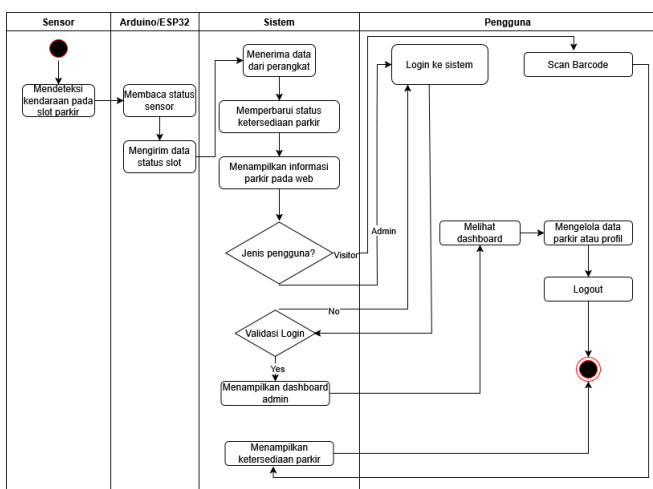 Sensor
Arduino/ESP32
Sistem
Pengguna
Mendeteksi
kendaraan pada
slot parkir
Membaca status
sensor
Mengirim data
status slot
Menerima data
dari perangkat
Memperbarui status
ketersediaan parkir
Menampilkan informasi
parkir pada web
Jenis pengguna?
Visitor
Admin
Login ke sistem
Scan Barcode
No
Validasi Login
Yes
Menampilkan dashboard
admin
Melihat
dashboard
Mengelola data
parkir atau profil
Logout
Menampilkan
ketersediaan parkir